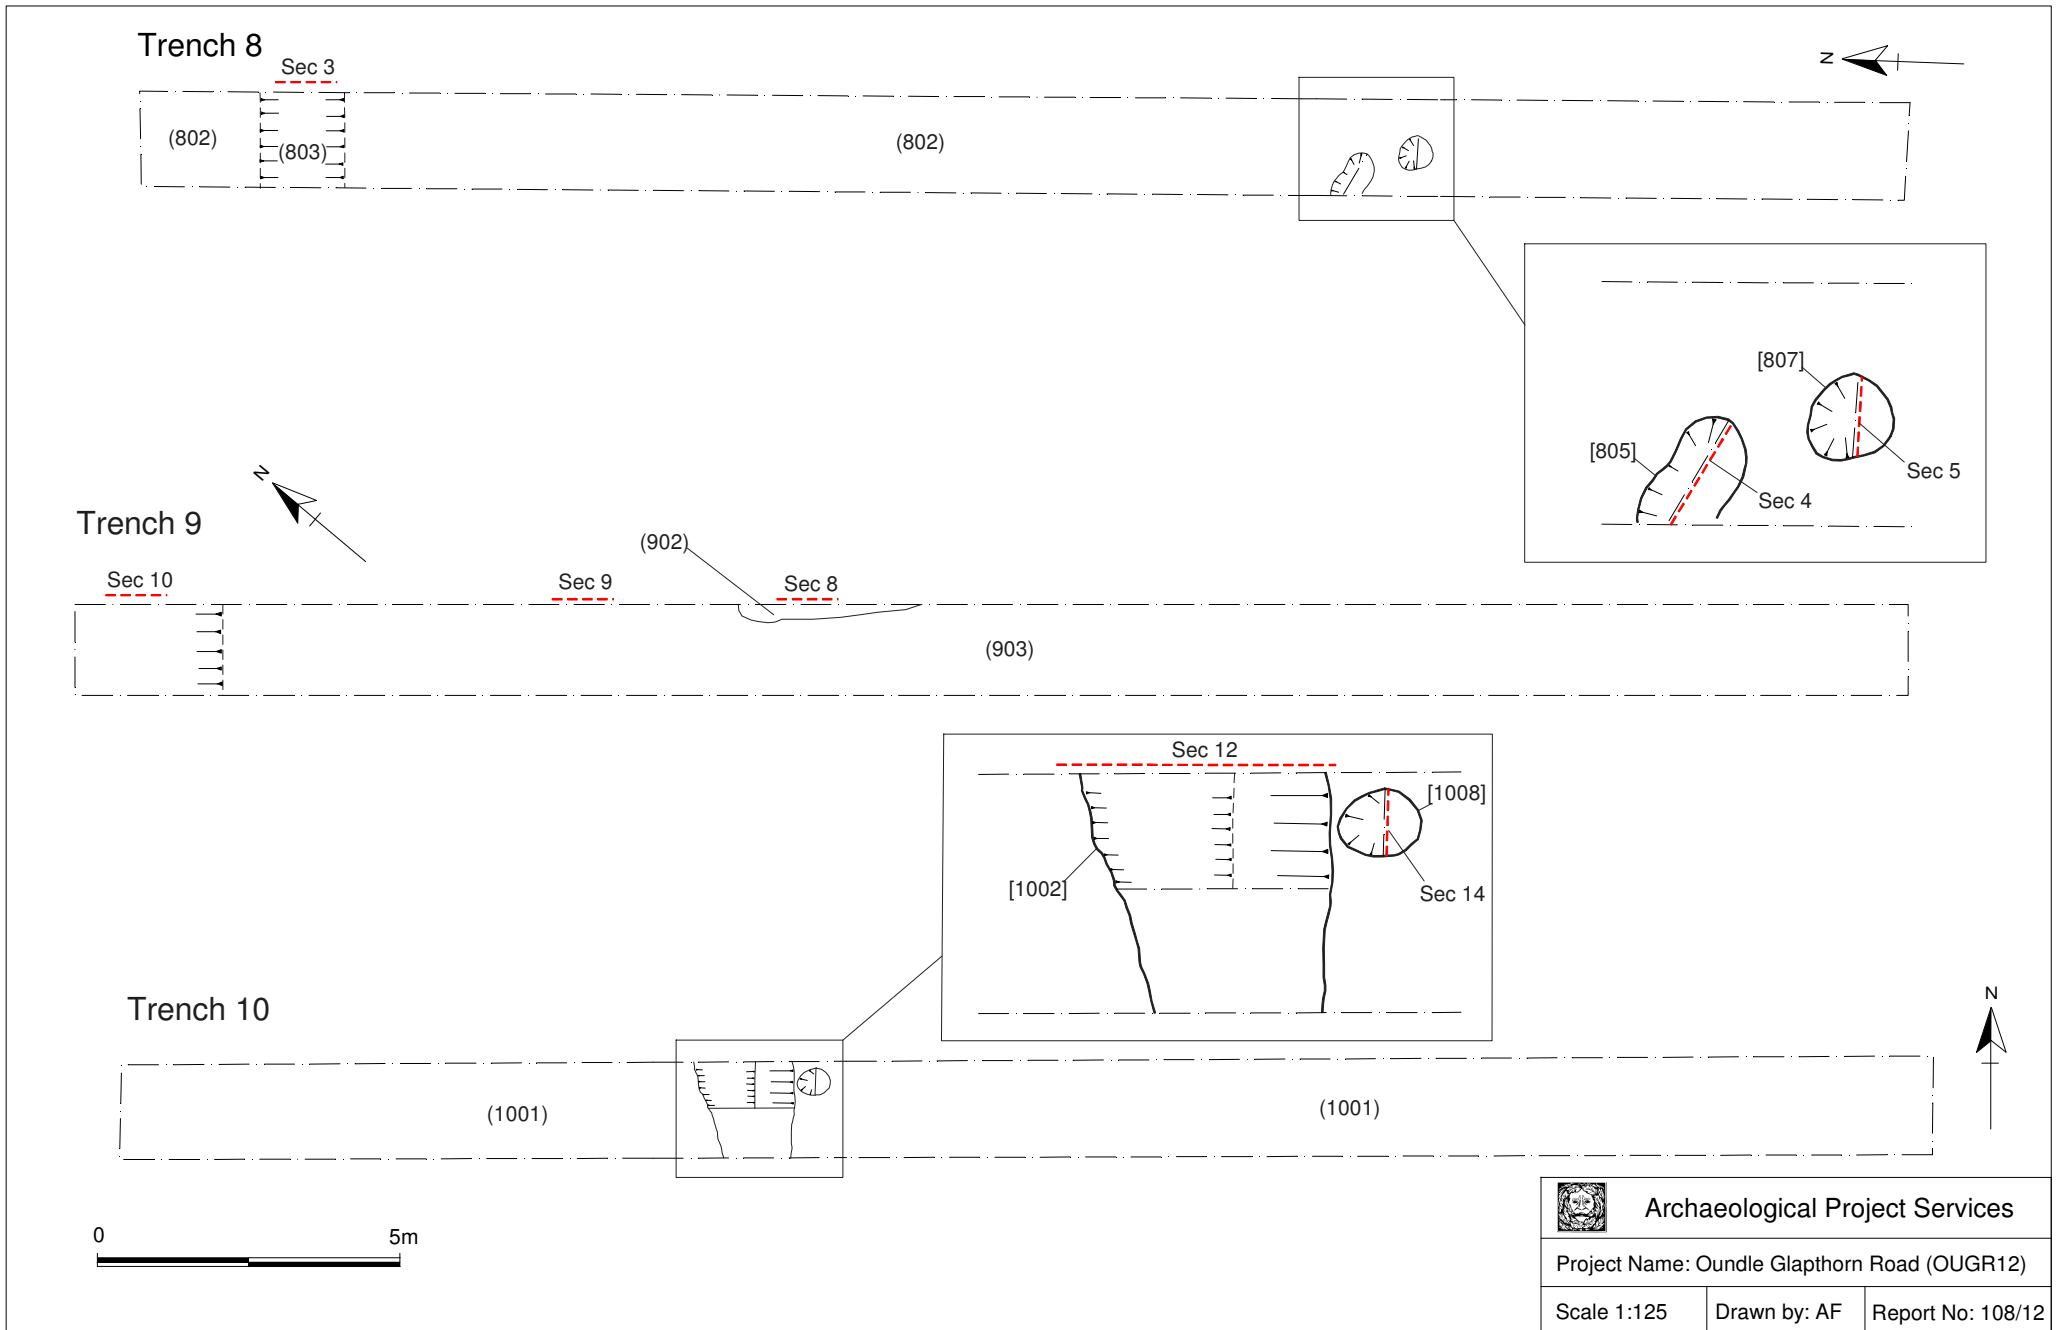 Trench 8
Sec 3
N
(802)
(803)
(802)
[807]
[805]
Sec 5
Sec 4
N
Trench 9
(902)
Sec 10
Sec 9
Sec 8
(903)
Sec 12
[1008]
[1002]
Sec 14
N
Trench 10
(1001)
(1001)
0
5m
Archaeological Project Services
Project Name: Oundle Glapthorn Road (OUGR12)
Scale 1:125
Drawn by: AF
Report No: 108/12